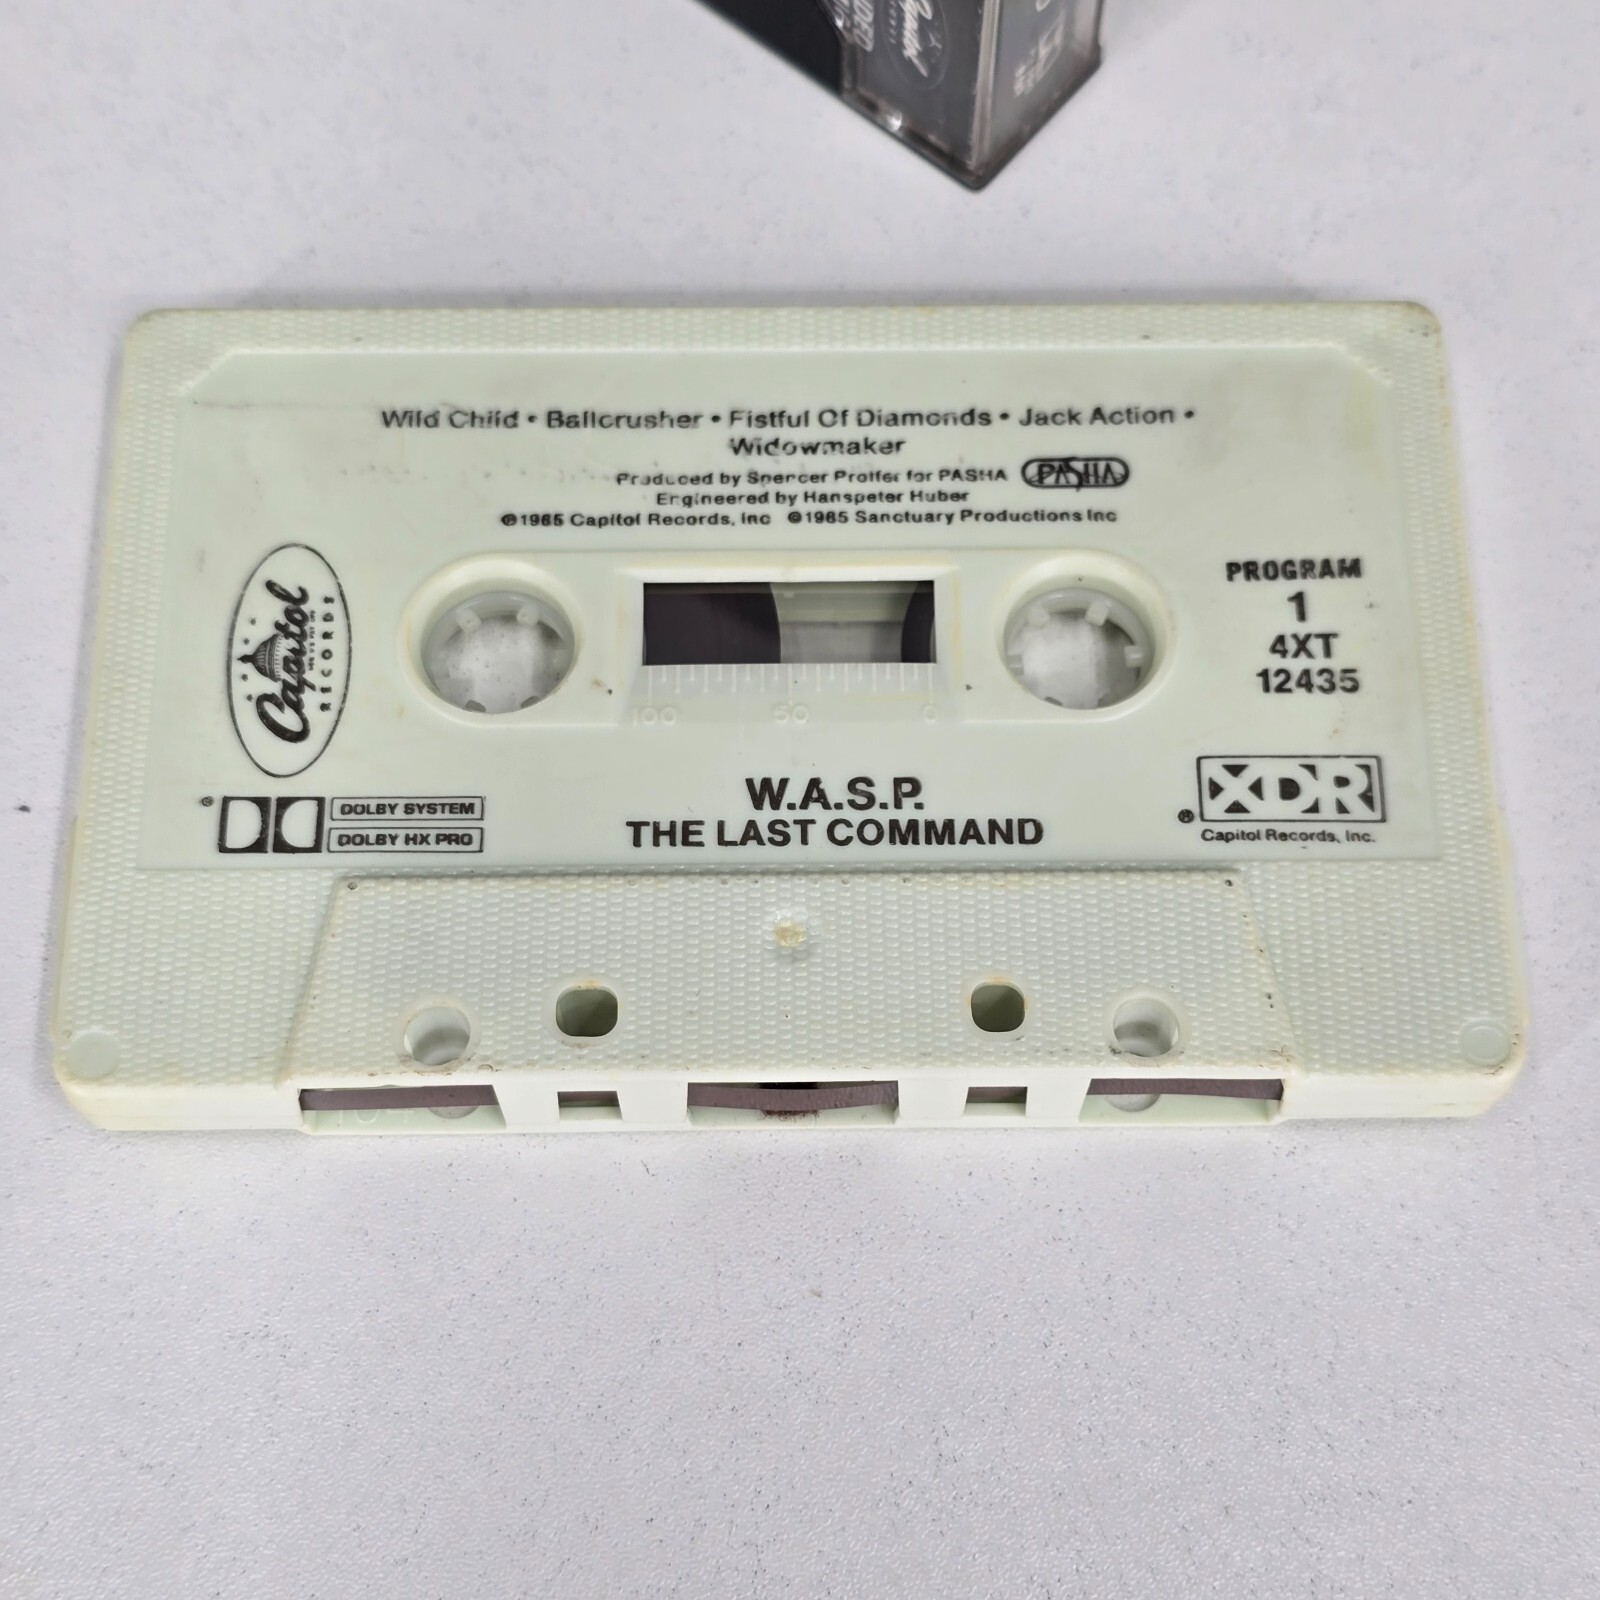 Capitol
Wild Child • Ballcrusher • Fistful Of Diamonds • Jack Action •
Widowmaker
Produced by Spencer Proffer for PASHA PASHA
Engineered by Hanspeter Huber
℗1985 Capitol Records, Inc ©1985 Sanctuary Productions Inc
Capitol
RECORDS
PROGRAM
1
4XT
12435
100 50 0
® DOLBY SYSTEM
DOLBY HX PRO
W.A.S.P.
THE LAST COMMAND
® XDR
Capitol Records, Inc.